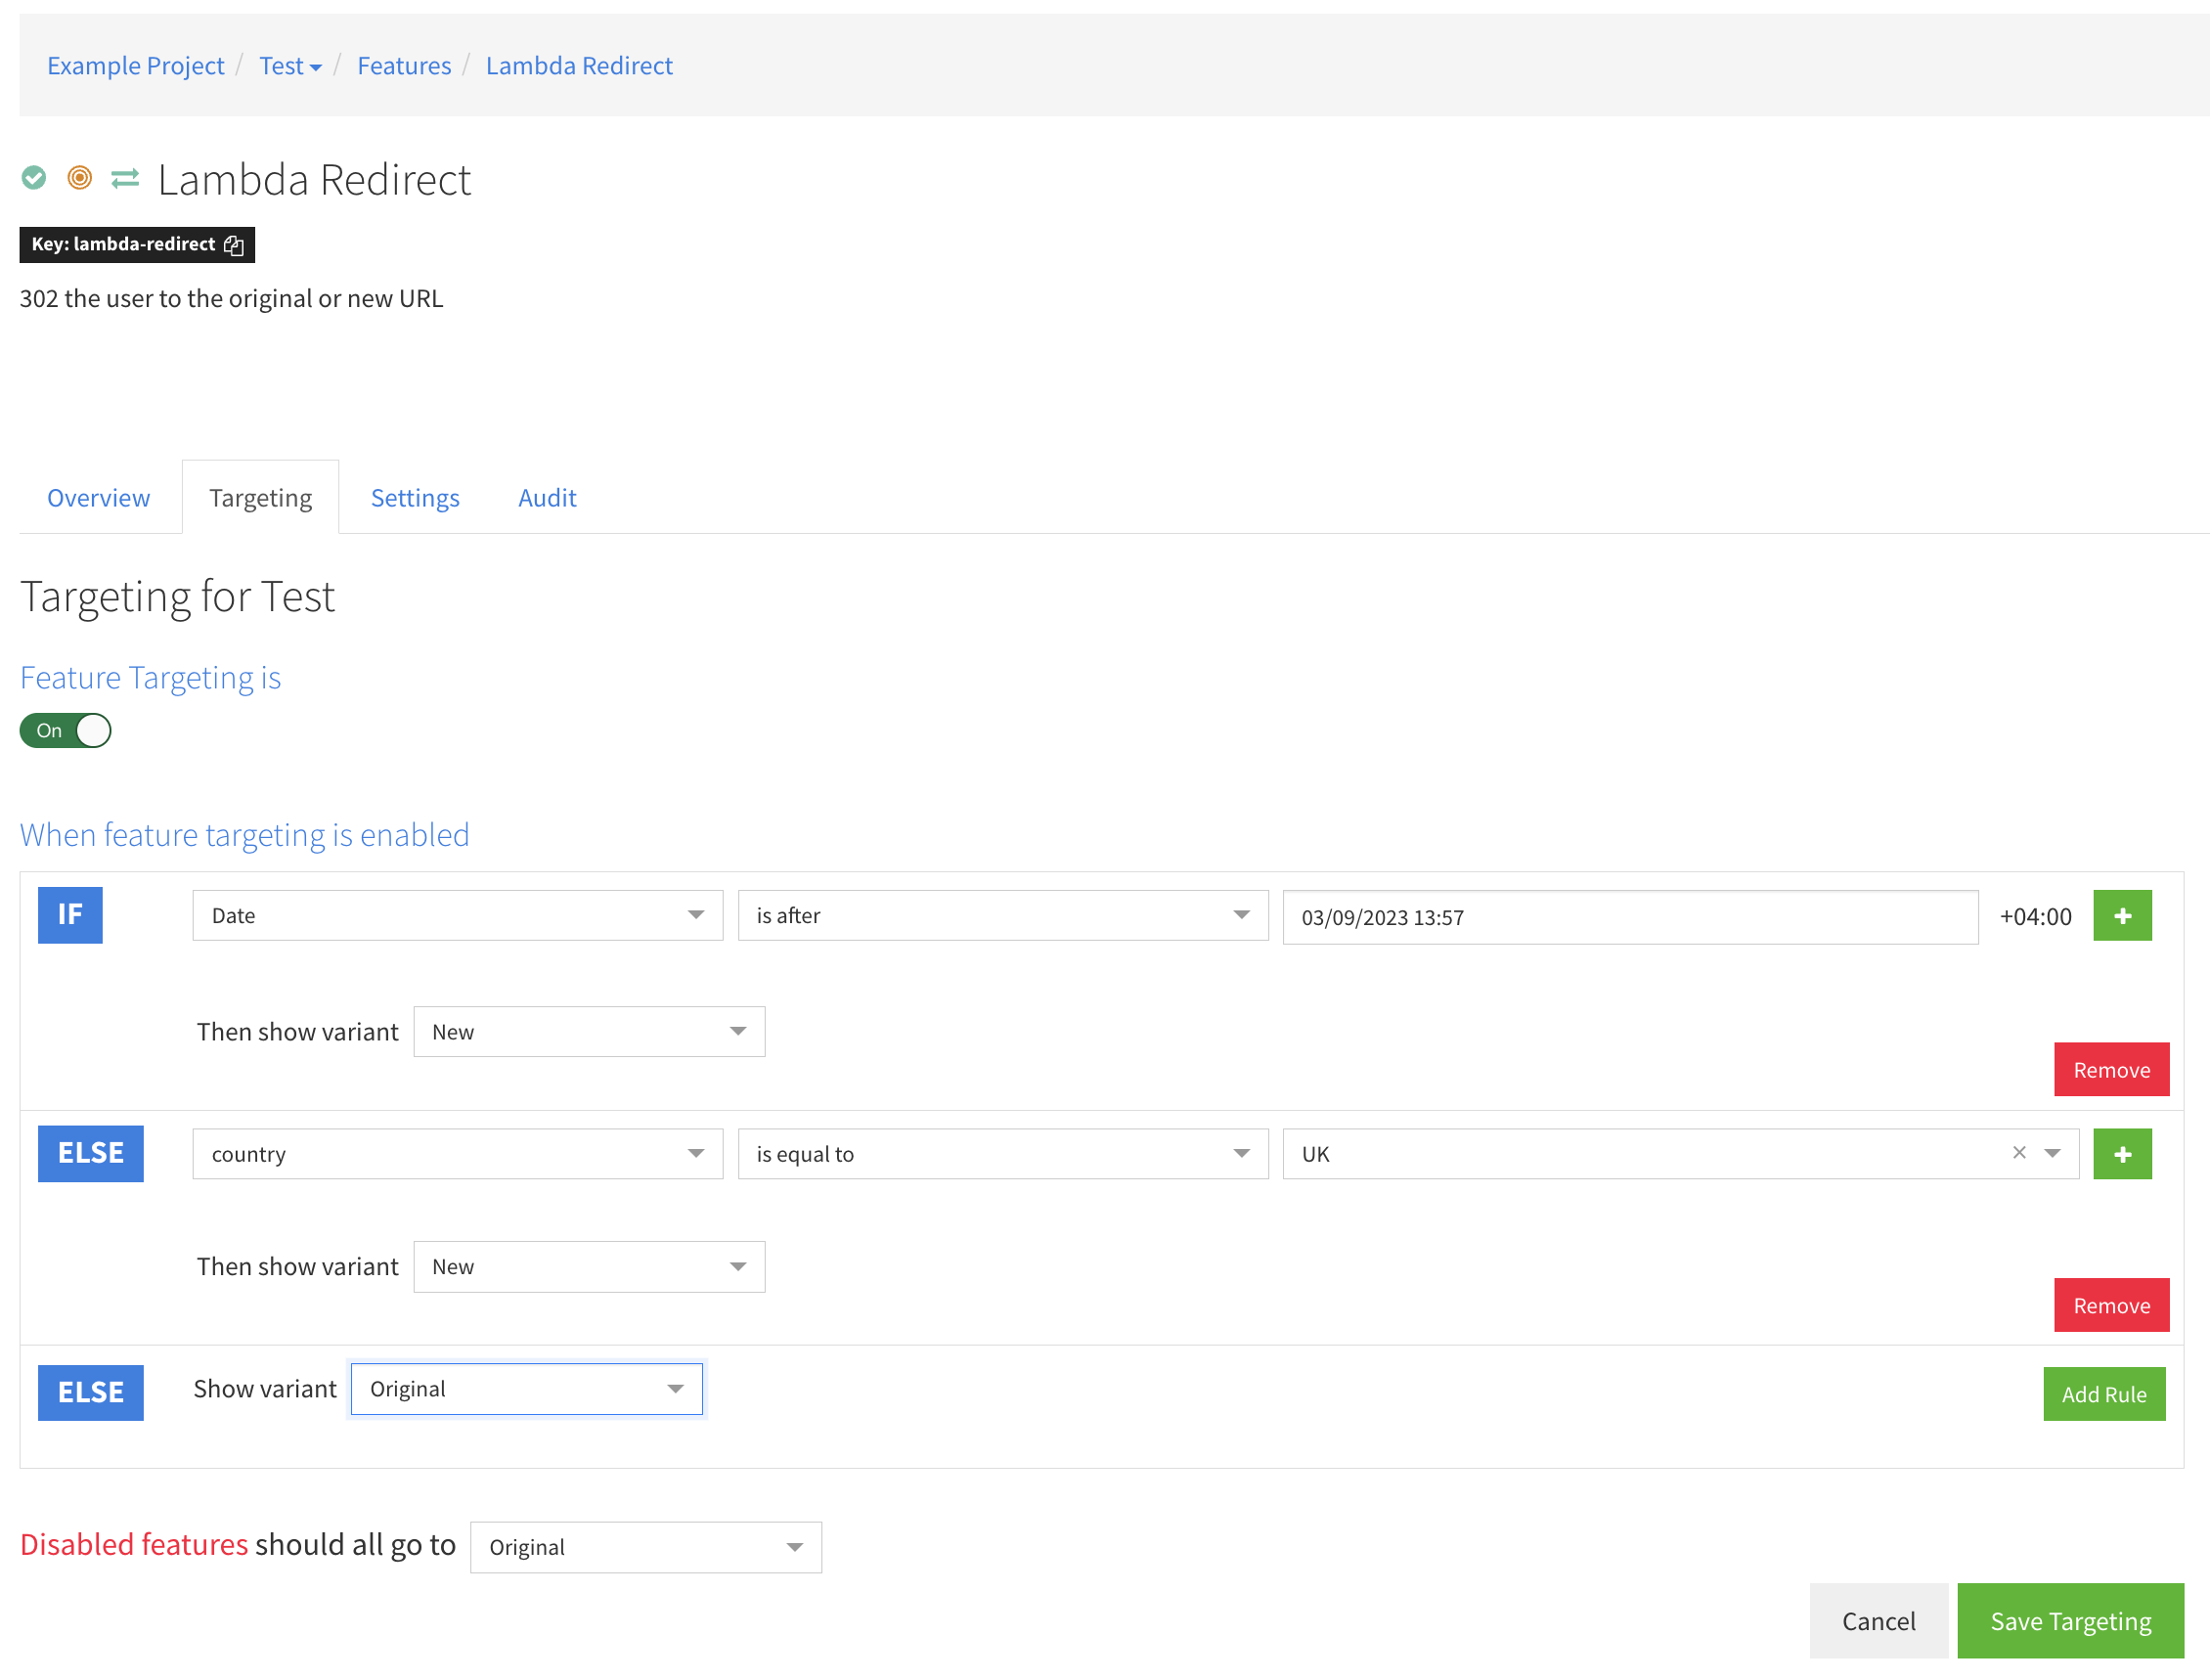 Example Project / Test / Features / Lambda Redirect
Lambda Redirect
Key: lambda-redirect
302 the user to the original or new URL
Overview Targeting Settings Audit
Targeting for Test
Feature Targeting is
On
When feature targeting is enabled
IF Date is after 03/09/2023 13:57 +04:00 +
Then show variant New
Remove
ELSE country is equal to UK × +
Then show variant New
Remove
ELSE Show variant Original Add Rule
Disabled features should all go to Original
Cancel Save Targeting